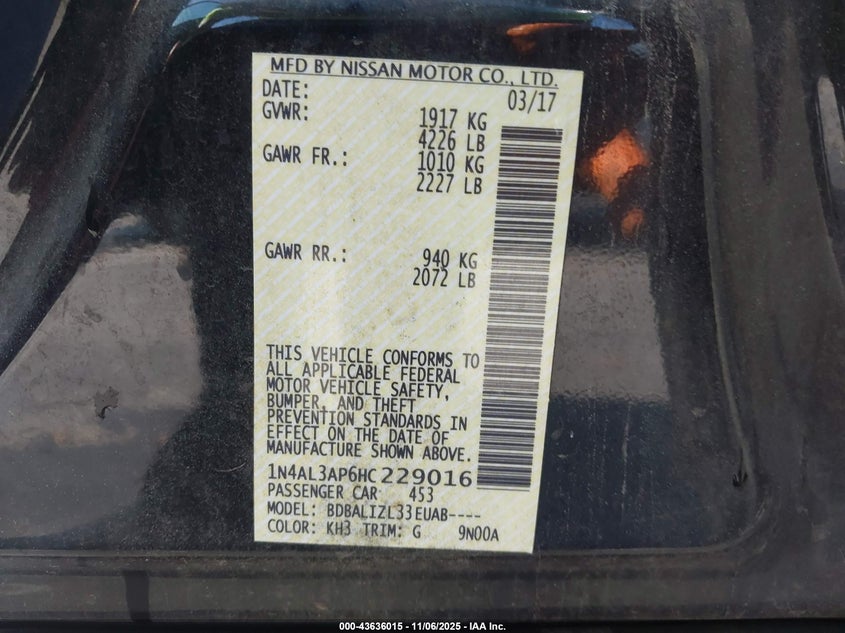 MFD BY NISSAN MOTOR CO., LTD.
DATE: 03/17
GVWR: 1917 KG
4226 LB
GAWR FR.: 1010 KG
2227 LB
GAWR RR.: 940 KG
2072 LB
THIS VEHICLE CONFORMS TO
ALL APPLICABLE FEDERAL
MOTOR VEHICLE SAFETY,
BUMPER, AND THEFT
PREVENTION STANDARDS IN
EFFECT ON THE DATE OF
MANUFACTURE SHOWN ABOVE.
1N4AL3AP6HC229016
PASSENGER CAR 453
MODEL: BDBALIZL33EUAB----
COLOR: KH3 TRIM: G 9N00A
000-43636015 - 11/06/2025 - IAA Inc.